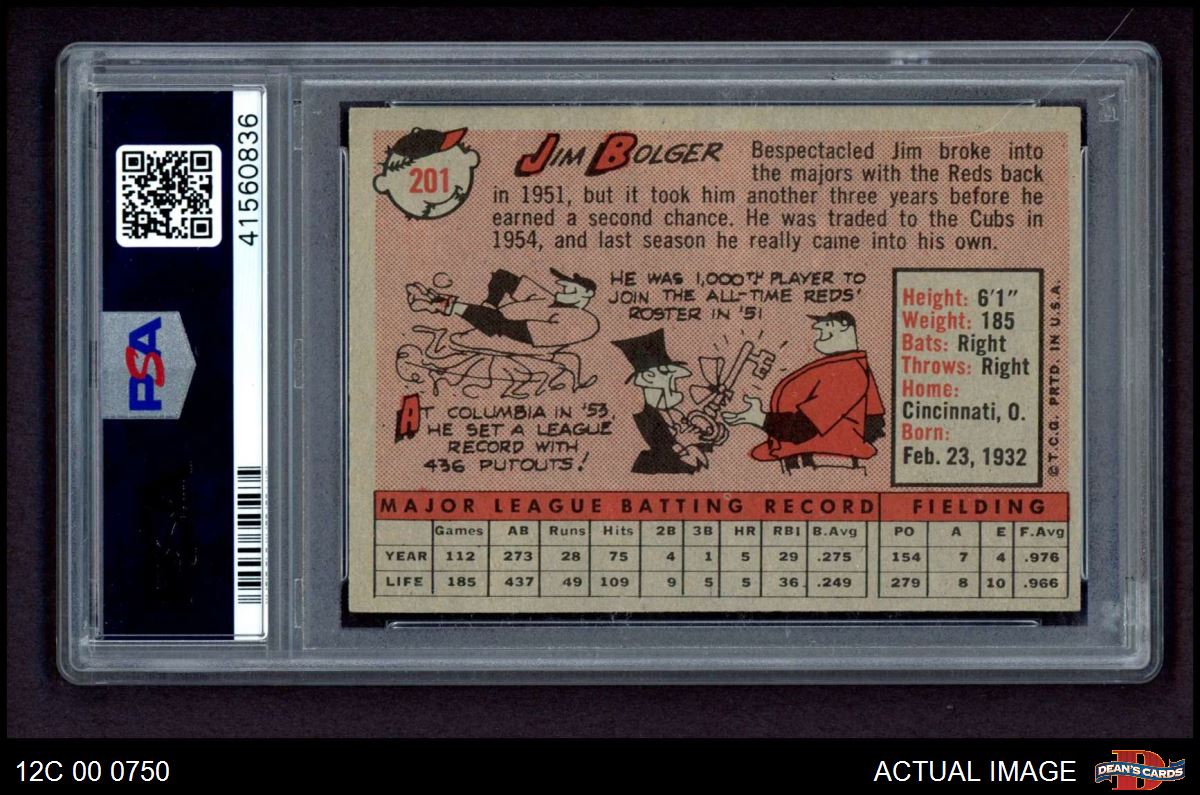 41560836
PSA
201
JIM BOLGER
Bespectacled Jim broke into
the majors with the Reds back
in 1951, but it took him another three years before he
earned a second chance. He was traded to the Cubs in
1954, and last season he really came into his own.
HE WAS 1,000TH PLAYER TO
JOIN THE ALL-TIME REDS'
ROSTER IN '51
AT COLUMBIA IN '53,
HE SET A LEAGUE
RECORD WITH
436 PUTOUTS!
Height: 6'1"
Weight: 185
Bats: Right
Throws: Right
Home:
Cincinnati, O.
Born:
Feb. 23, 1932
©T.C.G. PRTD. IN U.S.A.
MAJOR LEAGUE BATTING RECORD FIELDING
Games AB Runs Hits 2B 3B HR RBI B.Avg PO A E F.Avg
YEAR 112 273 28 75 4 1 5 29 .275 154 7 4 .976
LIFE 185 437 49 109 9 5 5 36 .249 279 8 10 .966
12C 00 0750
ACTUAL IMAGE
DEAN'S CARDS